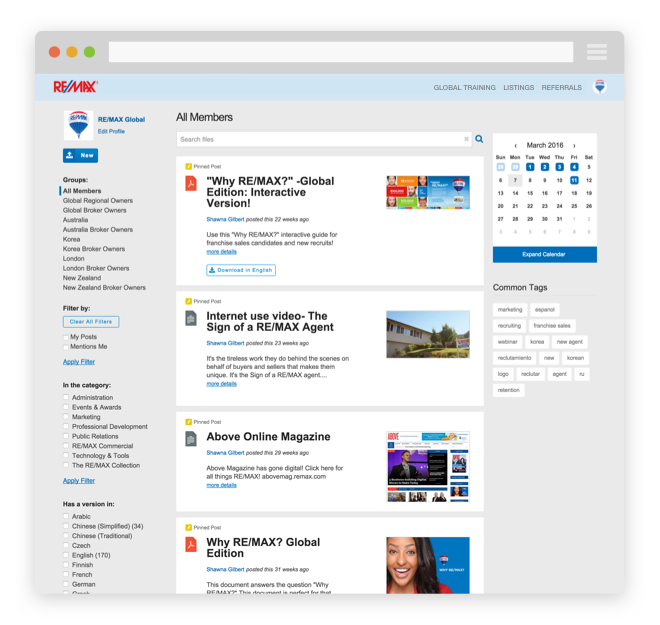 RE/MAX
GLOBAL TRAINING LISTINGS REFERRALS
RE/MAX Global
Edit Profile
New
Groups:
All Members
Global Regional Owners
Global Broker Owners
Australia
Australia Broker Owners
Korea
Korea Broker Owners
London
London Broker Owners
New Zealand
New Zealand Broker Owners
Filter by:
Clear All Filters
My Posts
Mentions Me
Apply Filter
In the category:
Administration
Events & Awards
Marketing
Professional Development
Public Relations
RE/MAX Commercial
Technology & Tools
The RE/MAX Collection
Apply Filter
Has a version in:
Arabic
Chinese (Simplified) (34)
Chinese (Traditional)
Czech
English (170)
Finnish
French
German
Greek
All Members
Search files
Pinned Post
"Why RE/MAX?" -Global
Edition: Interactive
Version!
Shawna Gilbert posted this 22 weeks ago
Use this "Why RE/MAX?" interactive guide for
franchise sales candidates and new recruits!
more details
Download in English
Pinned Post
Internet use video- The
Sign of a RE/MAX Agent
Shawna Gilbert posted this 23 weeks ago
It's the tireless work they do behind the scenes on
behalf of buyers and sellers that makes them
unique. It's the Sign of a RE/MAX agent....
more details
Pinned Post
Above Online Magazine
Shawna Gilbert posted this 29 weeks ago
Above Magazine has gone digital! Click here for
all things RE/MAX! abovemag.remax.com
more details
ABOVE
Pinned Post
Why RE/MAX? Global
Edition
Shawna Gilbert posted this 31 weeks ago
This document answers the question "Why
RE/MAX?" This document is perfect for that
WHY RE/MAX?
‹ March 2016 ›
Sun Mon Tue Wed Thu Fri Sat
28 29 1 2 3 4 5
6 7 8 9 10 11 12
13 14 15 16 17 18 19
20 21 22 23 24 25 26
27 28 29 30 31 1 2
3 4 5 6 7 8 9
Expand Calendar
Common Tags
marketing espanol
recruiting franchise sales
webinar korea new agent
reclutamiento new korean
logo reclutar agent ru
retention